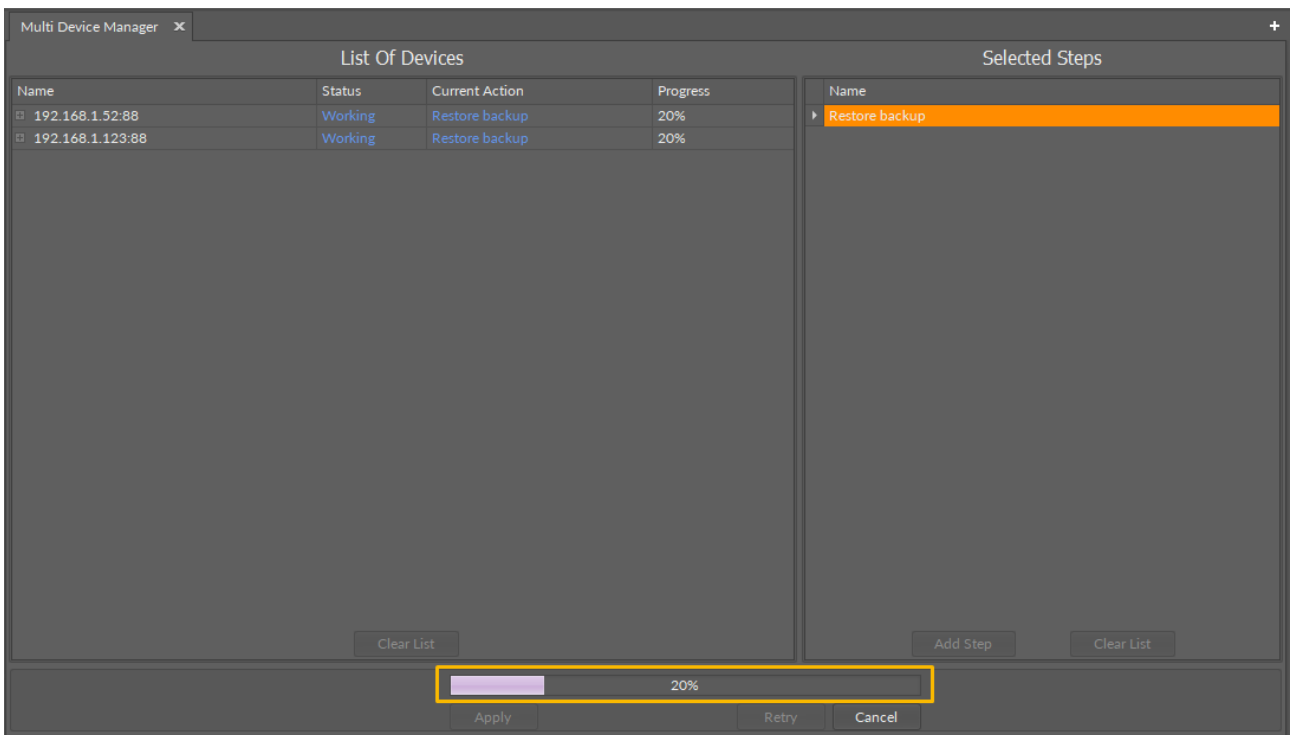 Multi Device Manager x +
List Of Devices
Name Status Current Action Progress
192.168.1.52:88 Working Restore backup 20%
192.168.1.123:88 Working Restore backup 20%
Clear List
Selected Steps
Name
Restore backup
Add Step Clear List
20%
Apply Retry Cancel